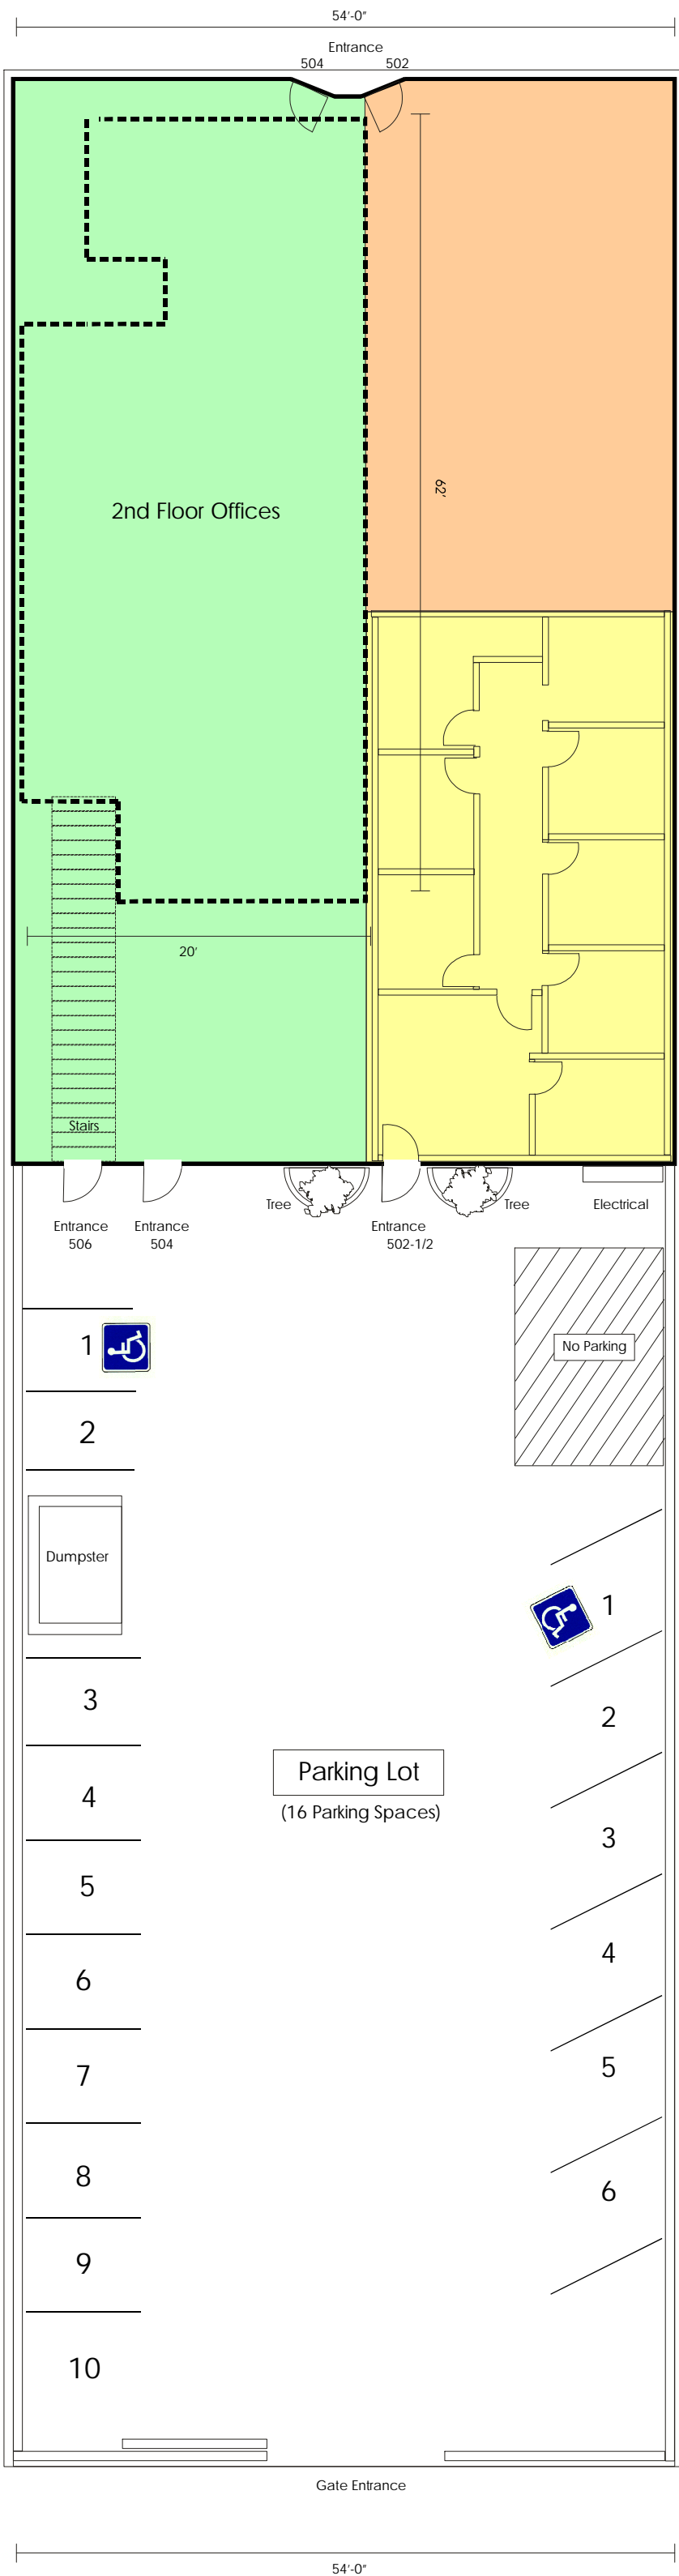 54'-0"
Entrance
504 502
62'
2nd Floor Offices
20'
Stairs
Tree
Tree
Electrical
Entrance
506
Entrance
504
Entrance
502-1/2
1
No Parking
2
Dumpster
1
3
2
Parking Lot
(16 Parking Spaces)
4
3
5
4
6
5
7
8
6
9
10
Gate Entrance
54'-0"